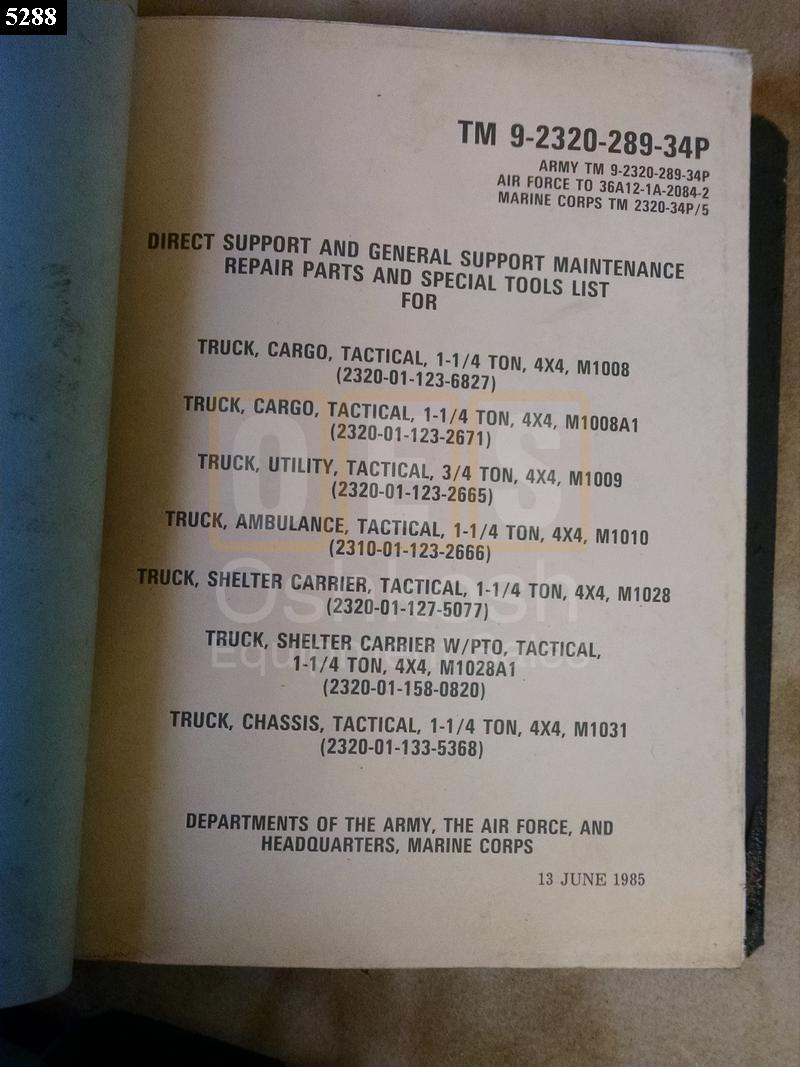 5288
TM 9-2320-289-34P
ARMY TM 9-2320-289-34P
AIR FORCE TO 36A12-1A-2084-2
MARINE CORPS TM 2320-34P/5
DIRECT SUPPORT AND GENERAL SUPPORT MAINTENANCE
REPAIR PARTS AND SPECIAL TOOLS LIST
FOR
TRUCK, CARGO, TACTICAL, 1-1/4 TON, 4X4, M1008
(2320-01-123-6827)
TRUCK, CARGO, TACTICAL, 1-1/4 TON, 4X4, M1008A1
(2320-01-123-2671)
TRUCK, UTILITY, TACTICAL, 3/4 TON, 4X4, M1009
(2320-01-123-2665)
TRUCK, AMBULANCE, TACTICAL, 1-1/4 TON, 4X4, M1010
(2310-01-123-2666)
TRUCK, SHELTER CARRIER, TACTICAL, 1-1/4 TON, 4X4, M1028
(2320-01-127-5077)
TRUCK, SHELTER CARRIER W/PTO, TACTICAL,
1-1/4 TON, 4X4, M1028A1
(2320-01-158-0820)
TRUCK, CHASSIS, TACTICAL, 1-1/4 TON, 4X4, M1031
(2320-01-133-5368)
DEPARTMENTS OF THE ARMY, THE AIR FORCE, AND
HEADQUARTERS, MARINE CORPS
13 JUNE 1985
OES
Oshkosh
Equipment Sales